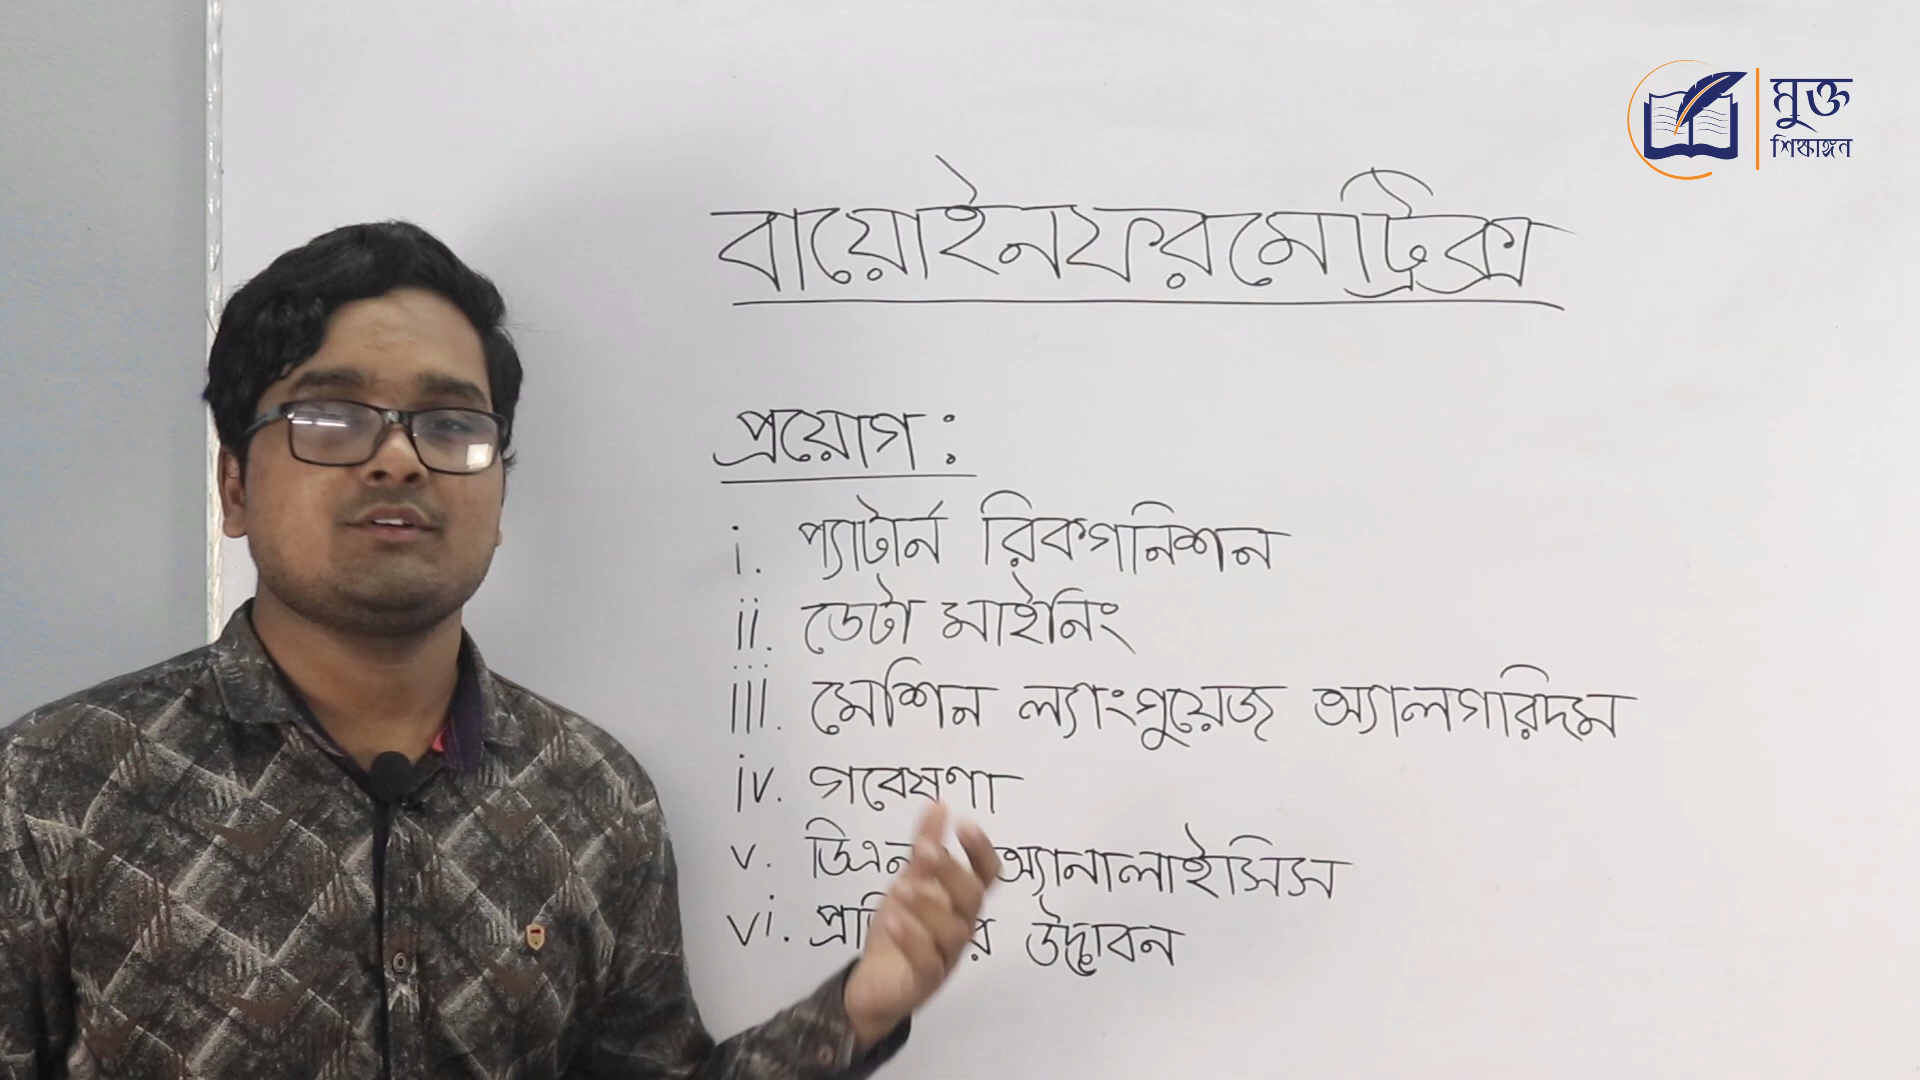 মুক্ত
শিক্ষাঙ্গন
বায়োইনফরমেট্রিক্স
প্রয়োগ :
i. প্যাটার্ন রিকগনিশন
ii. ডেটা মাইনিং
iii. মেশিন ল্যাংগুয়েজ অ্যালগরিদম
iv. গবেষণা
v. অ্যানালাইসিস
vi. উদ্ভাবন